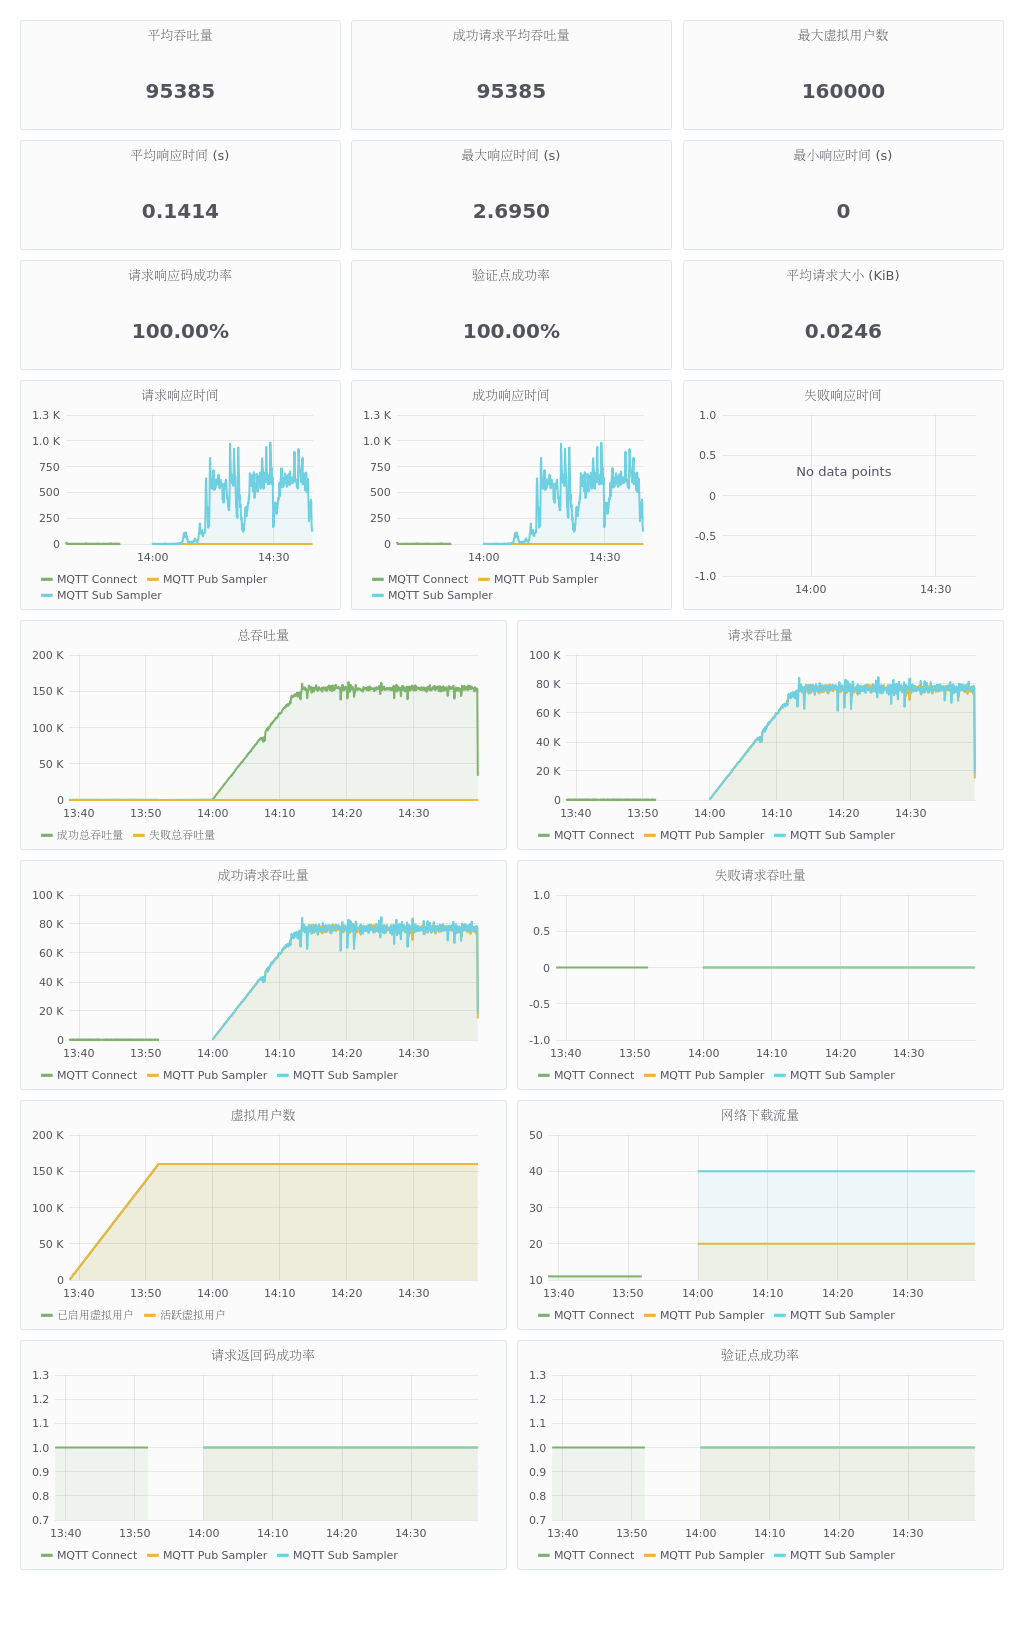 平均吞吐量
成功请求平均吞吐量
最大虚拟用户数
95385
95385
160000
平均响应时间 (s)
最大响应时间 (s)
最小响应时间 (s)
0.1414
2.6950
0
请求响应码成功率
验证点成功率
平均请求大小 (KiB)
100.00%
100.00%
0.0246
请求响应时间
1.3 K
1.0 K
750
500
250
0
14:00 14:30
MQTT Connect MQTT Pub Sampler
MQTT Sub Sampler
成功响应时间
1.3 K
1.0 K
750
500
250
0
14:00 14:30
MQTT Connect MQTT Pub Sampler
MQTT Sub Sampler
失败响应时间
1.0
0.5
0
-0.5
-1.0
No data points
14:00 14:30
总吞吐量
200 K
150 K
100 K
50 K
0
13:40 13:50 14:00 14:10 14:20 14:30
成功总吞吐量 失败总吞吐量
请求吞吐量
100 K
80 K
60 K
40 K
20 K
0
13:40 13:50 14:00 14:10 14:20 14:30
MQTT Connect MQTT Pub Sampler MQTT Sub Sampler
成功请求吞吐量
100 K
80 K
60 K
40 K
20 K
0
13:40 13:50 14:00 14:10 14:20 14:30
MQTT Connect MQTT Pub Sampler MQTT Sub Sampler
失败请求吞吐量
1.0
0.5
0
-0.5
-1.0
13:40 13:50 14:00 14:10 14:20 14:30
MQTT Connect MQTT Pub Sampler MQTT Sub Sampler
虚拟用户数
200 K
150 K
100 K
50 K
0
13:40 13:50 14:00 14:10 14:20 14:30
已启用虚拟用户 活跃虚拟用户
网络下载流量
50
40
30
20
10
13:40 13:50 14:00 14:10 14:20 14:30
MQTT Connect MQTT Pub Sampler MQTT Sub Sampler
请求返回码成功率
1.3
1.2
1.1
1.0
0.9
0.8
0.7
13:40 13:50 14:00 14:10 14:20 14:30
MQTT Connect MQTT Pub Sampler MQTT Sub Sampler
验证点成功率
1.3
1.2
1.1
1.0
0.9
0.8
0.7
13:40 13:50 14:00 14:10 14:20 14:30
MQTT Connect MQTT Pub Sampler MQTT Sub Sampler